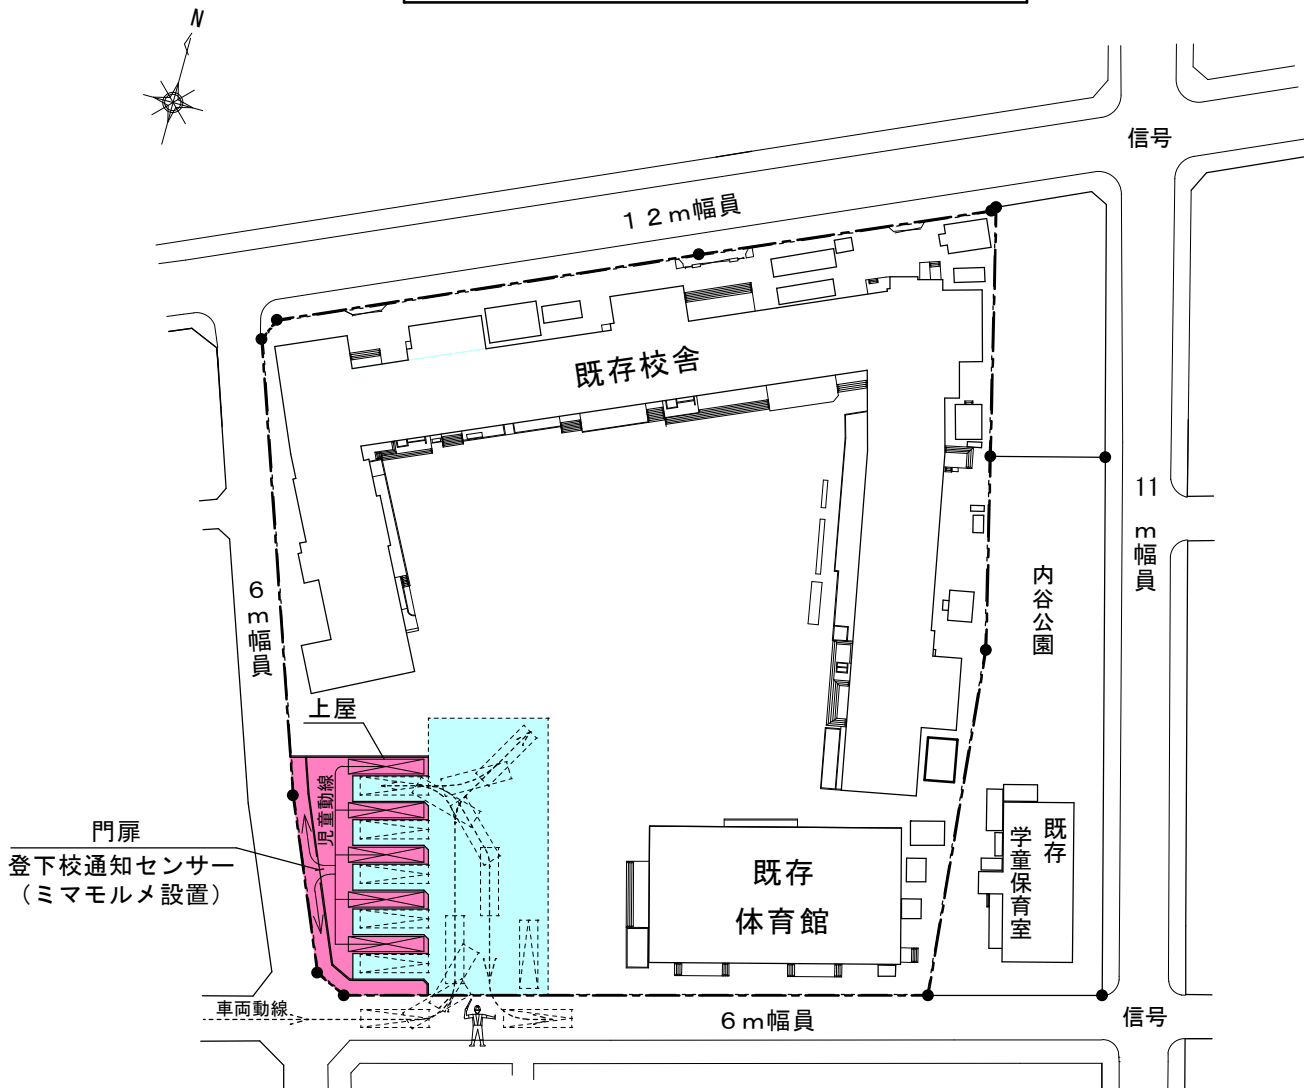 N
信号
１２ｍ幅員
既存校舎
11
ｍ幅員
内谷公園
６ｍ幅員
上屋
児童動線
門扉
登下校通知センサー
（ミマモルメ設置）
既存
体育館
既存
学童保育室
車両動線
６ｍ幅員
信号